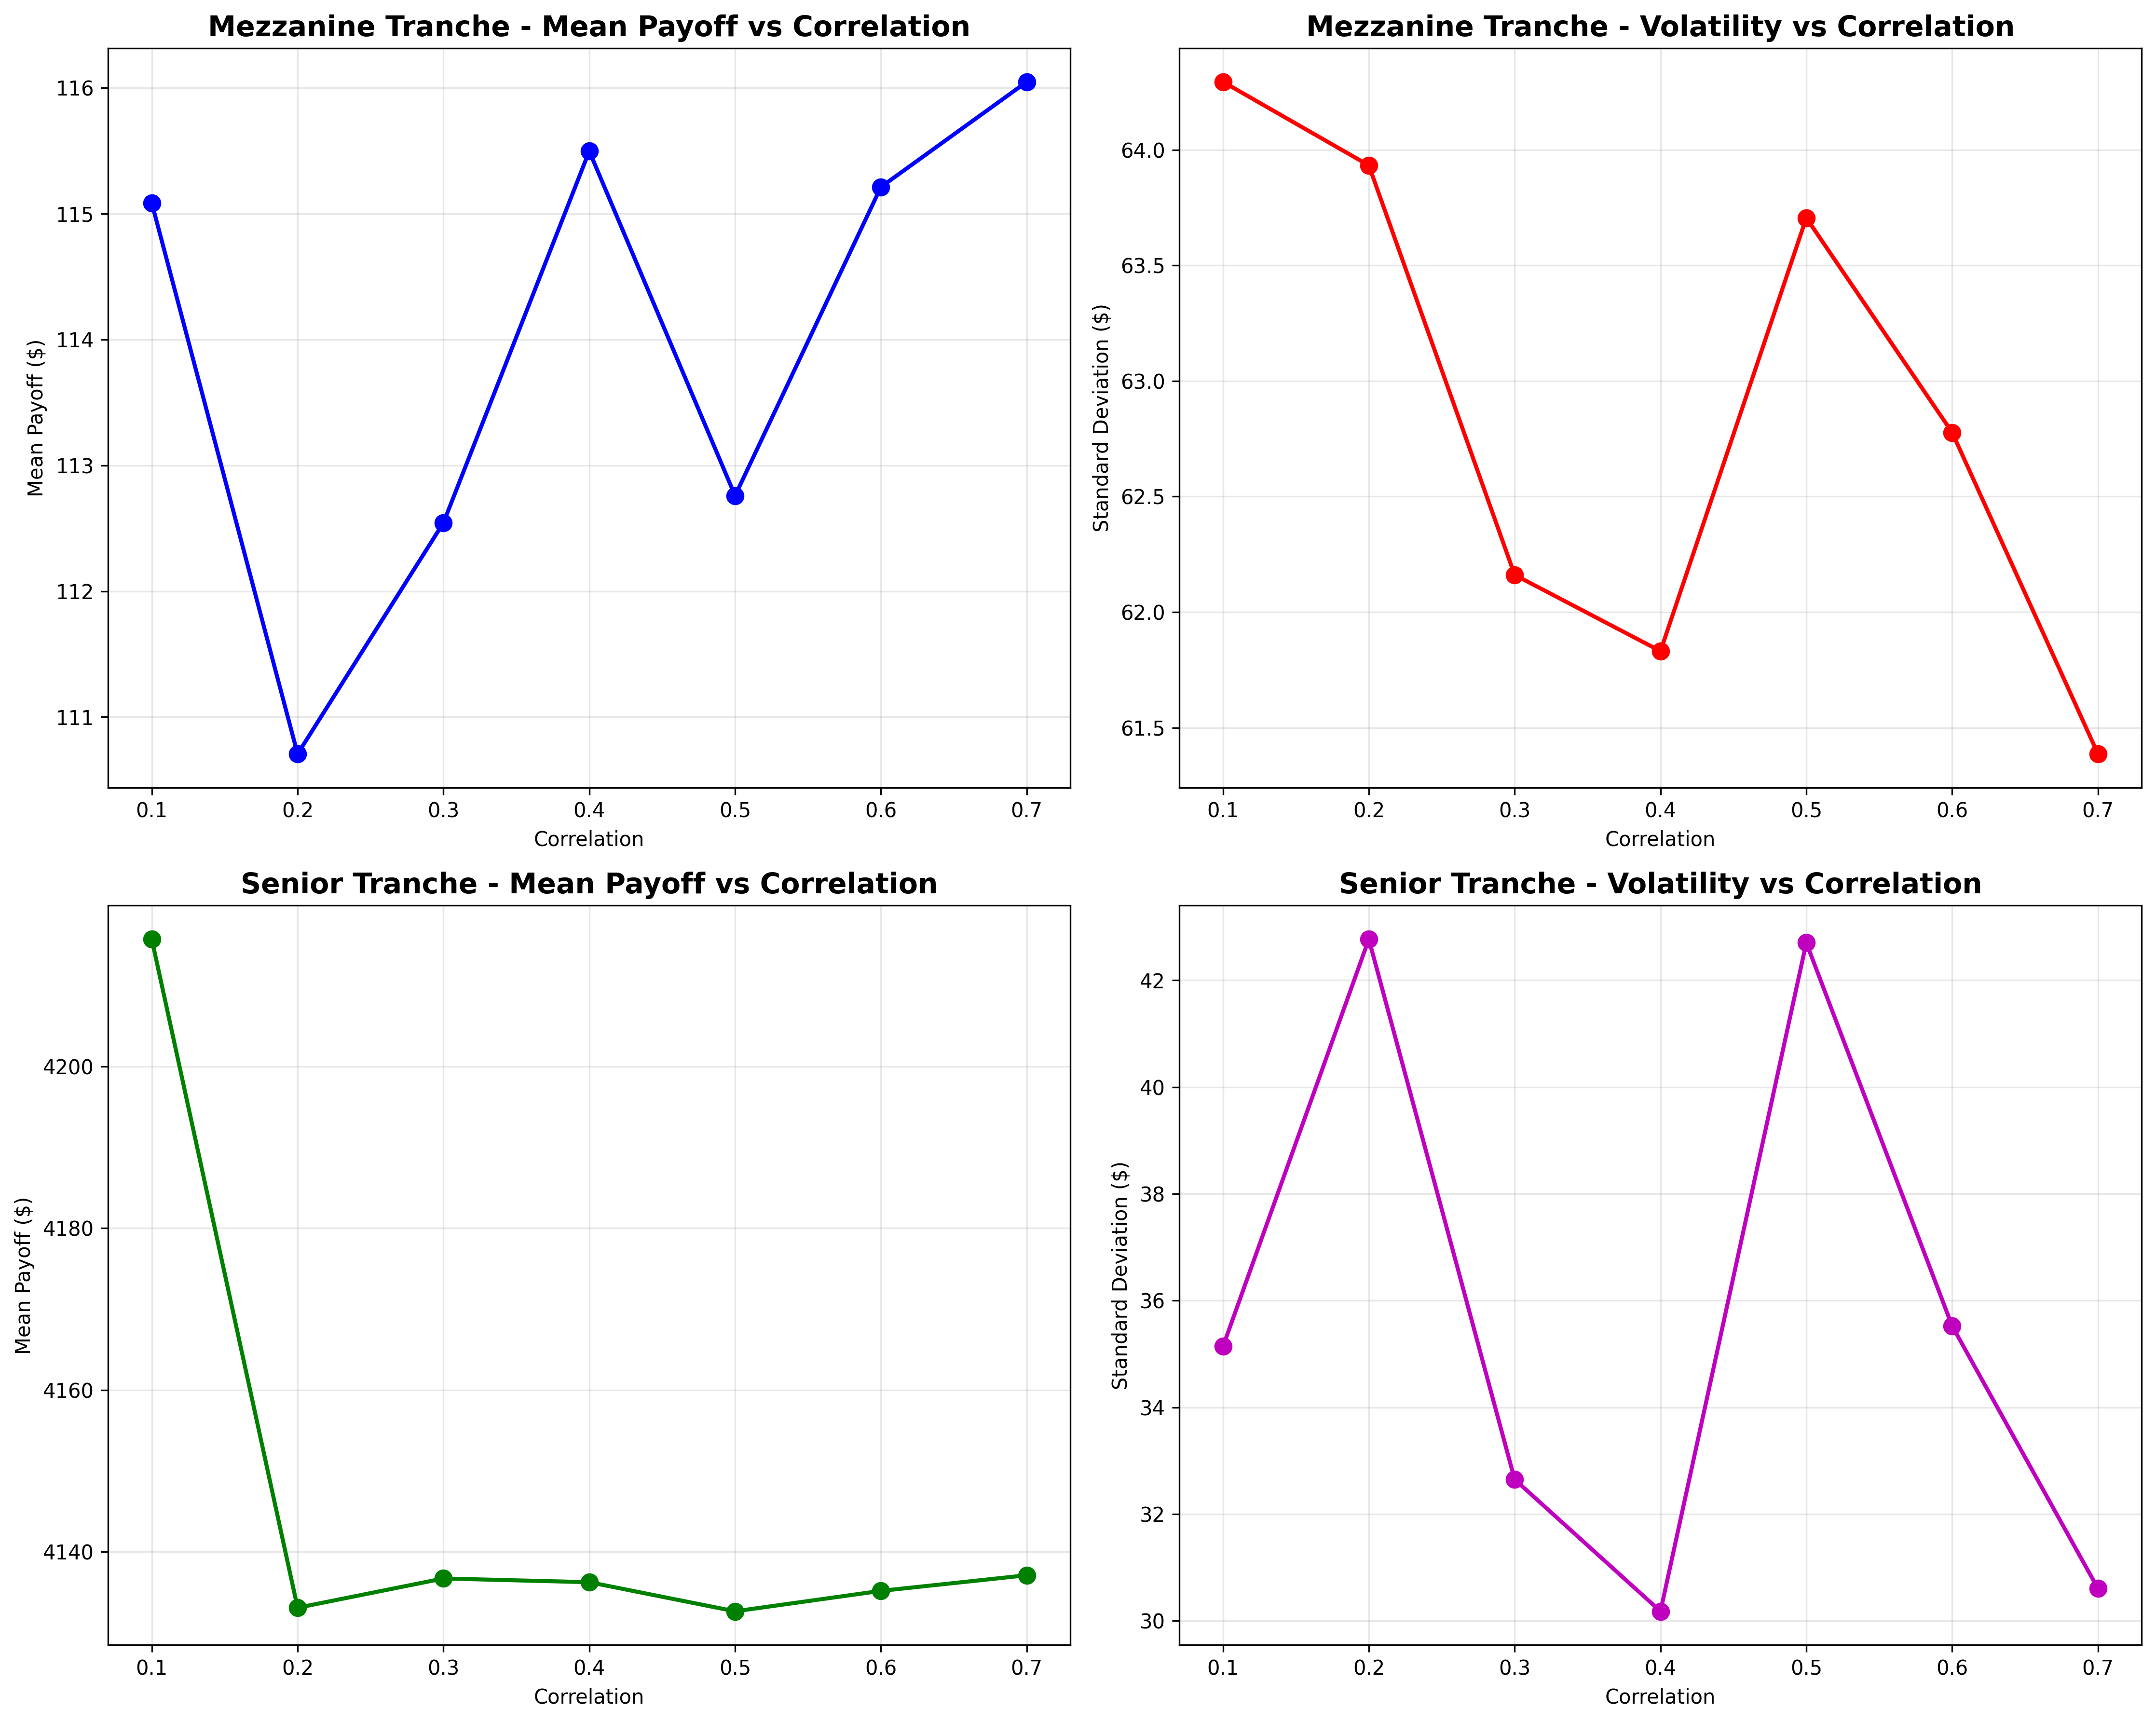 Mezzanine Tranche - Mean Payoff vs Correlation
Mean Payoff ($)
116
115
114
113
112
111
0.1 0.2 0.3 0.4 0.5 0.6 0.7
Correlation
Mezzanine Tranche - Volatility vs Correlation
Standard Deviation ($)
64.0
63.5
63.0
62.5
62.0
61.5
0.1 0.2 0.3 0.4 0.5 0.6 0.7
Correlation
Senior Tranche - Mean Payoff vs Correlation
Mean Payoff ($)
4200
4180
4160
4140
0.1 0.2 0.3 0.4 0.5 0.6 0.7
Correlation
Senior Tranche - Volatility vs Correlation
Standard Deviation ($)
42
40
38
36
34
32
30
0.1 0.2 0.3 0.4 0.5 0.6 0.7
Correlation